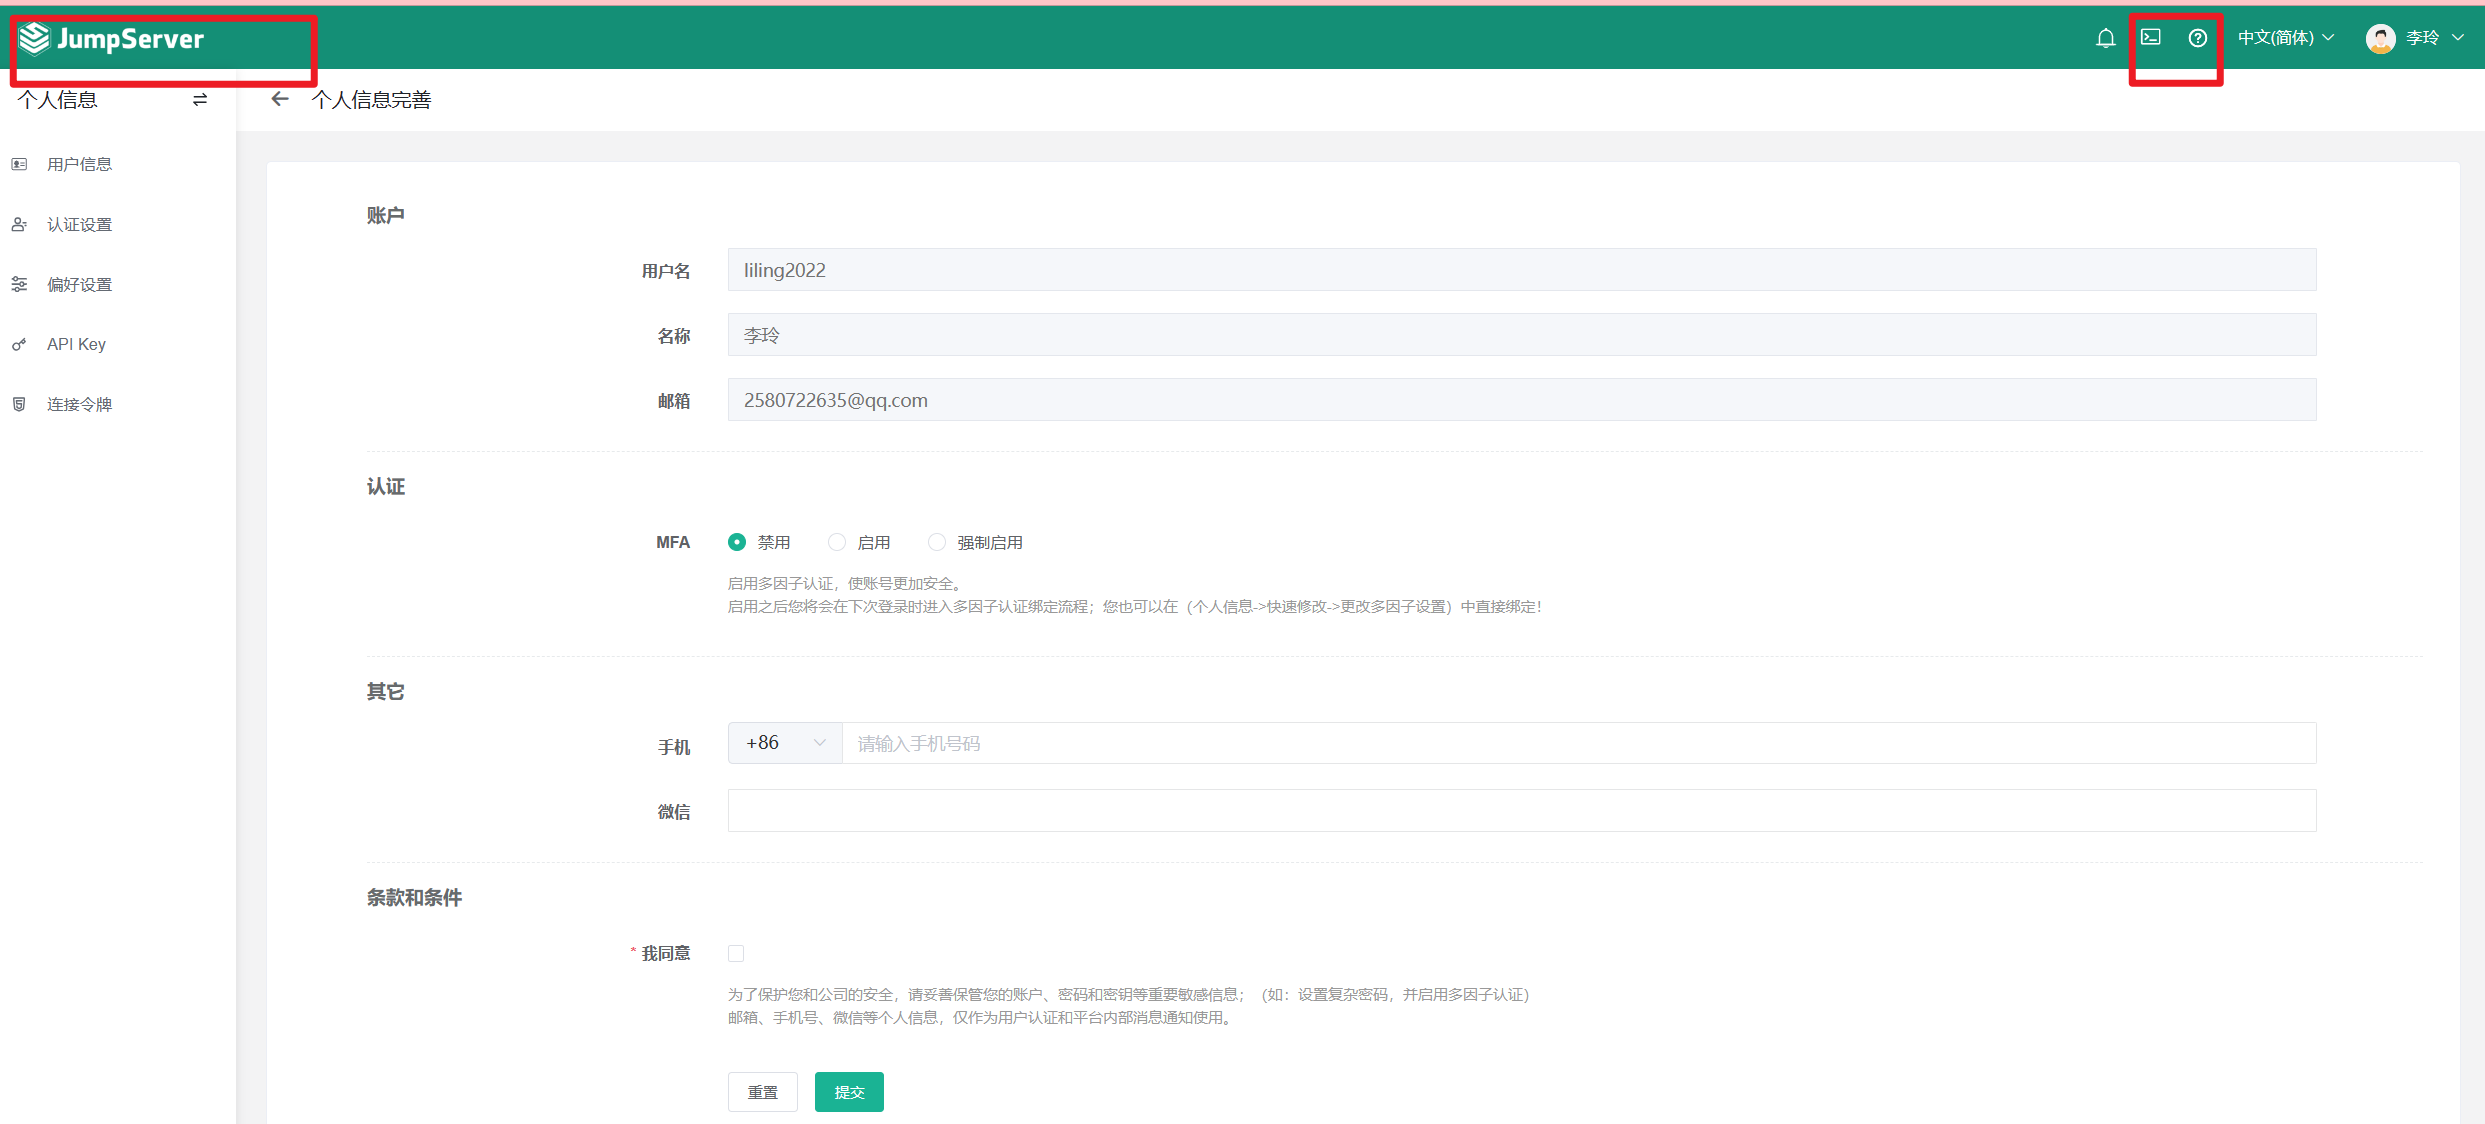 JumpServer
中文(简体)
李玲
个人信息
个人信息完善
用户信息
认证设置
偏好设置
API Key
连接令牌
账户
用户名
liling2022
名称
李玲
邮箱
2580722635@qq.com
认证
MFA
禁用
启用
强制启用
启用多因子认证，使账号更加安全。
启用之后您将会在下次登录时进入多因子认证绑定流程；您也可以在（个人信息->快速修改->更改多因子设置）中直接绑定！
其它
手机
+86
请输入手机号码
微信
条款和条件
* 我同意
为了保护您和公司的安全，请妥善保管您的账户、密码和密钥等重要敏感信息；（如：设置复杂密码，并启用多因子认证）
邮箱、手机号、微信等个人信息，仅作为用户认证和平台内部消息通知使用。
重置
提交